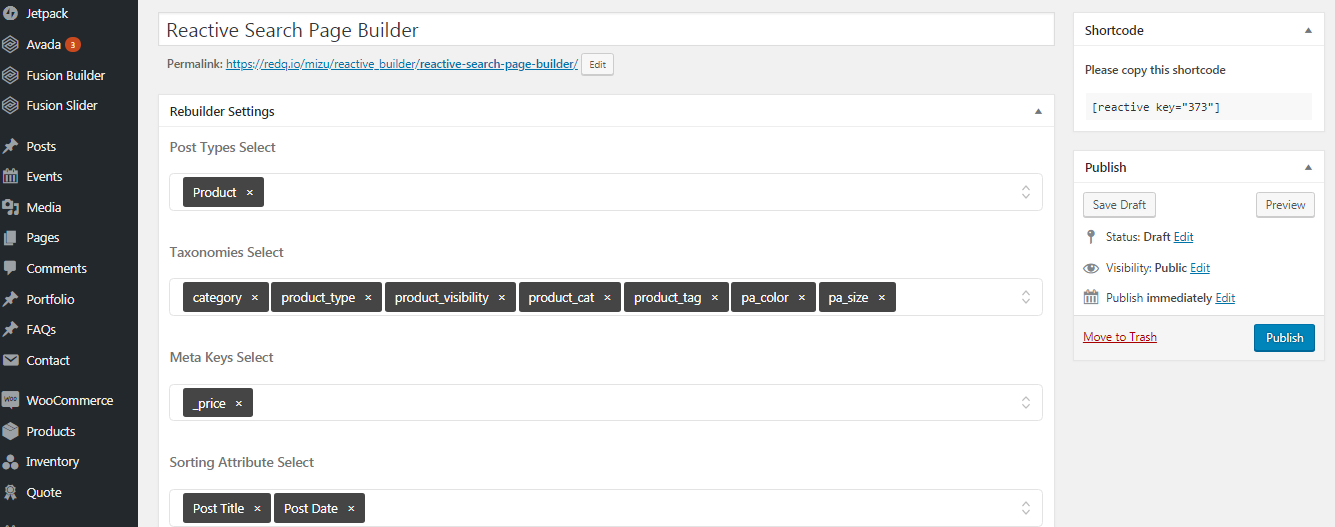 Jetpack
Avada 3
Fusion Builder
Fusion Slider
Posts
Events
Media
Pages
Comments
Portfolio
FAQs
Contact
WOO WooCommerce
Products
Inventory
Quote
Reactive Search Page Builder
Permalink: https://redq.io/mizu/reactive_builder/reactive-search-page-builder/ Edit
Rebuilder Settings
Post Types Select
Product ×
Taxonomies Select
category × product_type × product_visibility × product_cat × product_tag × pa_color × pa_size ×
Meta Keys Select
_price ×
Sorting Attribute Select
Post Title × Post Date ×
Shortcode
Please copy this shortcode
[reactive key="373"]
Publish
Save Draft Preview
Status: Draft Edit
Visibility: Public Edit
Publish immediately Edit
Move to Trash Publish